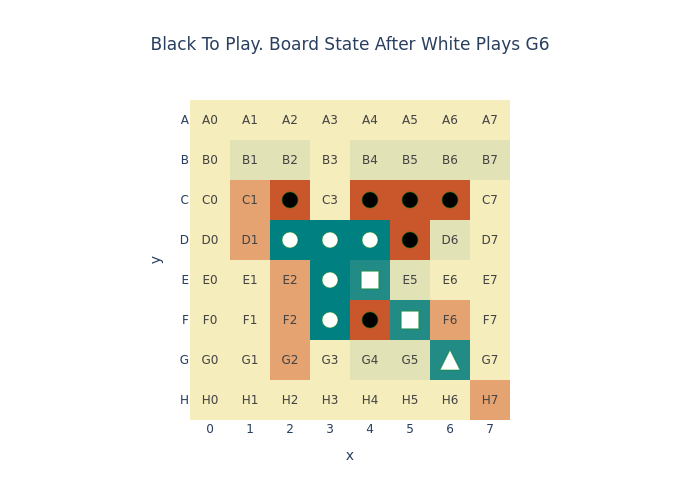 Black To Play. Board State After White Plays G6
A A0 A1 A2 A3 A4 A5 A6 A7
B B0 B1 B2 B3 B4 B5 B6 B7
C C0 C1 C3 C7
D D0 D1 D6 D7
y
E E0 E1 E2 E5 E6 E7
F F0 F1 F2 F6 F7
G G0 G1 G2 G3 G4 G5 G7
H H0 H1 H2 H3 H4 H5 H6 H7
0 1 2 3 4 5 6 7
x